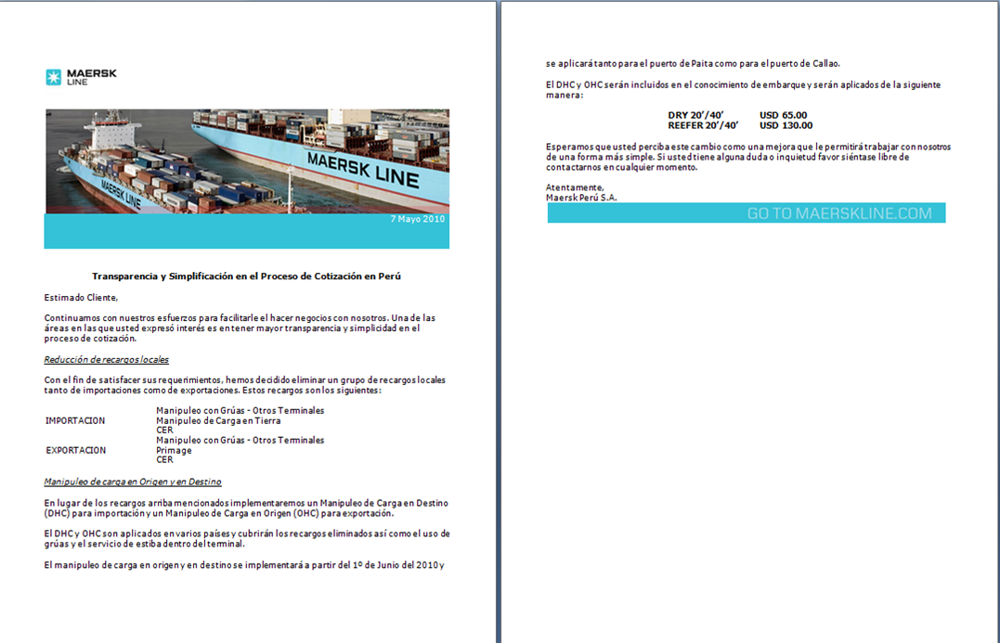 MAERSK
LINE
MAERSK LINE
MAERSK LINE
7 Mayo 2010
Transparencia y Simplificación en el Proceso de Cotización en Perú
Estimado Cliente,
Continuamos con nuestros esfuerzos para facilitarle el hacer negocios con nosotros. Una de las
áreas en las que usted expresó interés es en tener mayor transparencia y simplicidad en el
proceso de cotización.
Reducción de recargos locales
Con el fin de satisfacer sus requerimientos, hemos decidido eliminar un grupo de recargos locales
tanto de importaciones como de exportaciones. Estos recargos son los siguientes:
Manipuleo con Grúas - Otros Terminales
IMPORTACION Manipuleo de Carga en Tierra
CER
Manipuleo con Grúas - Otros Terminales
EXPORTACION Primage
CER
Manipuleo de carga en Origen y en Destino
En lugar de los recargos arriba mencionados implementaremos un Manipuleo de Carga en Destino
(DHC) para importación y un Manipuleo de Carga en Origen (OHC) para exportación.
El DHC y OHC son aplicados en varios países y cubrirán los recargos eliminados así como el uso de
grúas y el servicio de estiba dentro del terminal.
El manipuleo de carga en origen y en destino se implementará a partir del 1º de Junio del 2010 y
se aplicará tanto para el puerto de Paita como para el puerto de Callao.
El DHC y OHC serán incluidos en el conocimiento de embarque y serán aplicados de la siguiente
manera:
DRY 20’/40’ USD 65.00
REEFER 20’/40’ USD 130.00
Esperamos que usted perciba este cambio como una mejora que le permitirá trabajar con nosotros
de una forma más simple. Si usted tiene alguna duda o inquietud favor siéntase libre de
contactarnos en cualquier momento.
Atentamente,
Maersk Perú S.A.
GO TO MAERSKLINE.COM